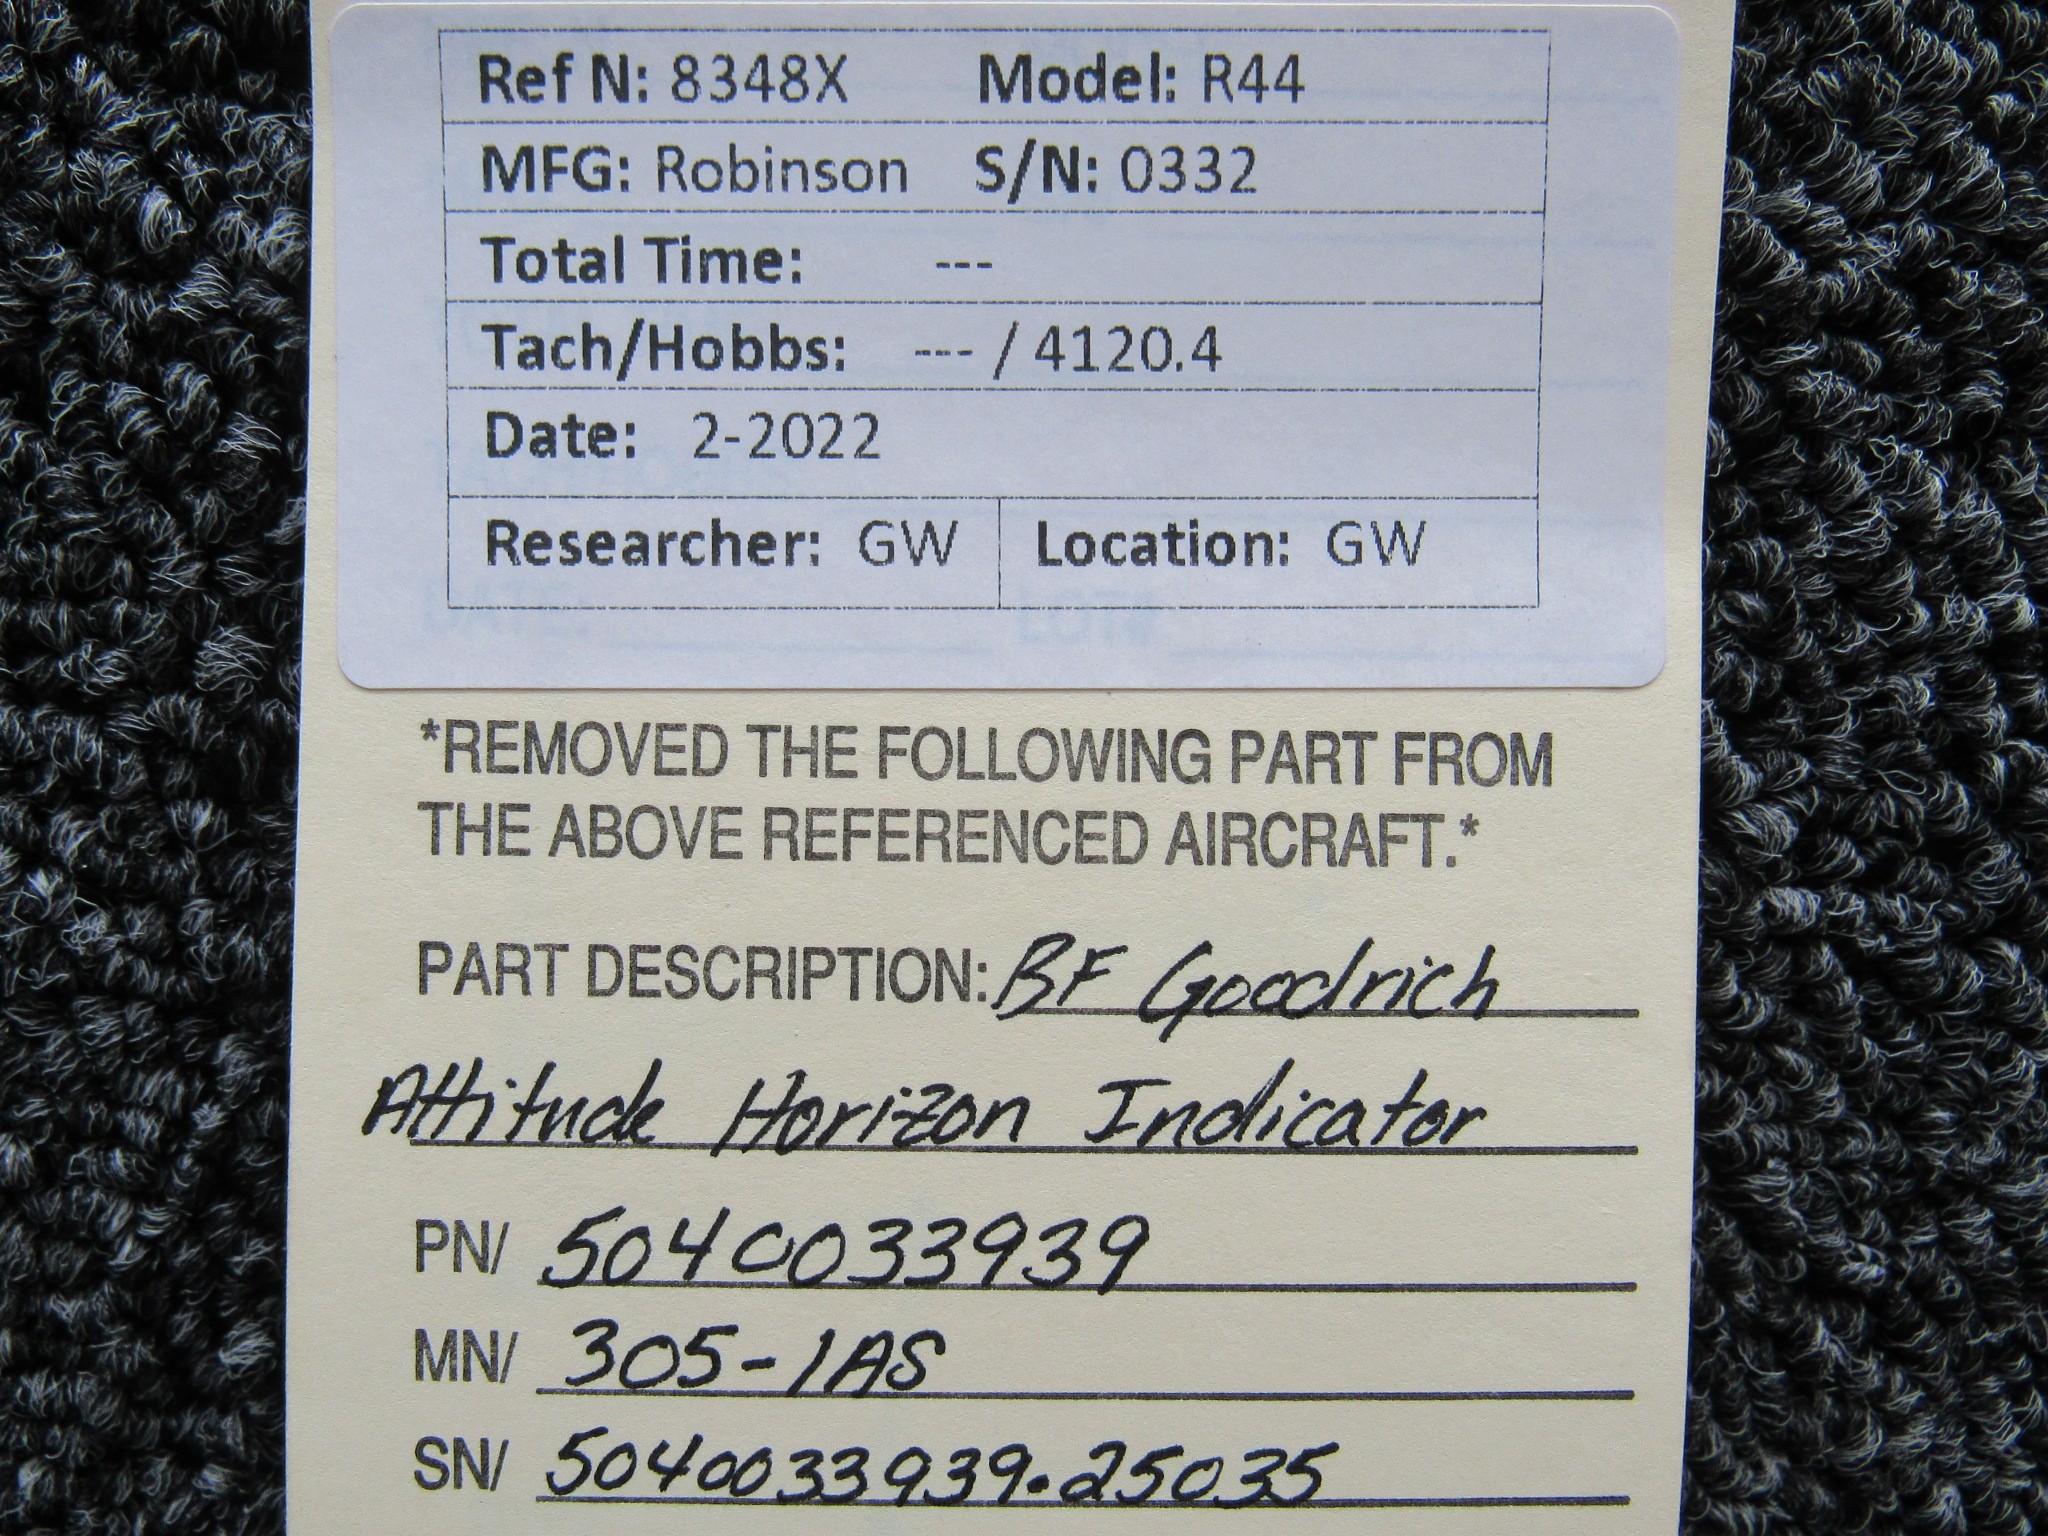 Ref N: 8348X Model: R44
MFG: Robinson S/N: 0332
Total Time: ---
Tach/Hobbs: --- / 4120.4
Date: 2-2022
Researcher: GW Location: GW
DATE: LOT#
*REMOVED THE FOLLOWING PART FROM
THE ABOVE REFERENCED AIRCRAFT.*
PART DESCRIPTION: BF Goodrich
Attitude Horizon Indicator
PN/ 5040033939
MN/ 305-1AS
SN/ 5040033939.25035